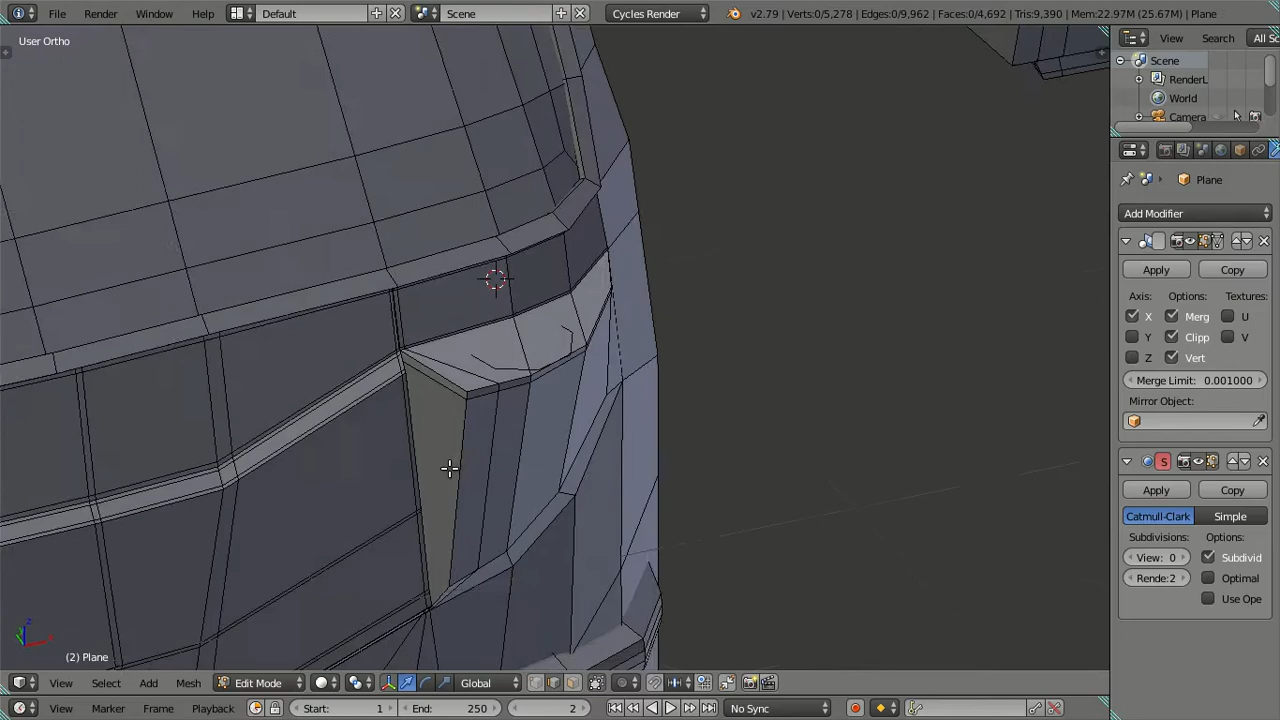 File Render Window Help Default Scene Cycles Render v2.79 | Verts:0/5,278 | Edges:0/9,962 | Faces:0/4,692 | Tris:9,390 | Mem:22.97M (25.67M) | Plane
User Ortho
View Search All Sc
Scene
RenderL
World
Camera
Plane
Add Modifier
Apply Copy
Axis: Options: Textures:
X Merg U
Y Clipp V
Z Vert
Merge Limit: 0.001000
Mirror Object:
S
Apply Copy
Catmull-Clark Simple
Subdivisions: Options:
View: 0 Subdivid
Rende:2 Optimal
Use Ope
z
(2) Plane
View Select Add Mesh Edit Mode Global
View Marker Frame Playback Start: 1 End: 250 2 No Sync